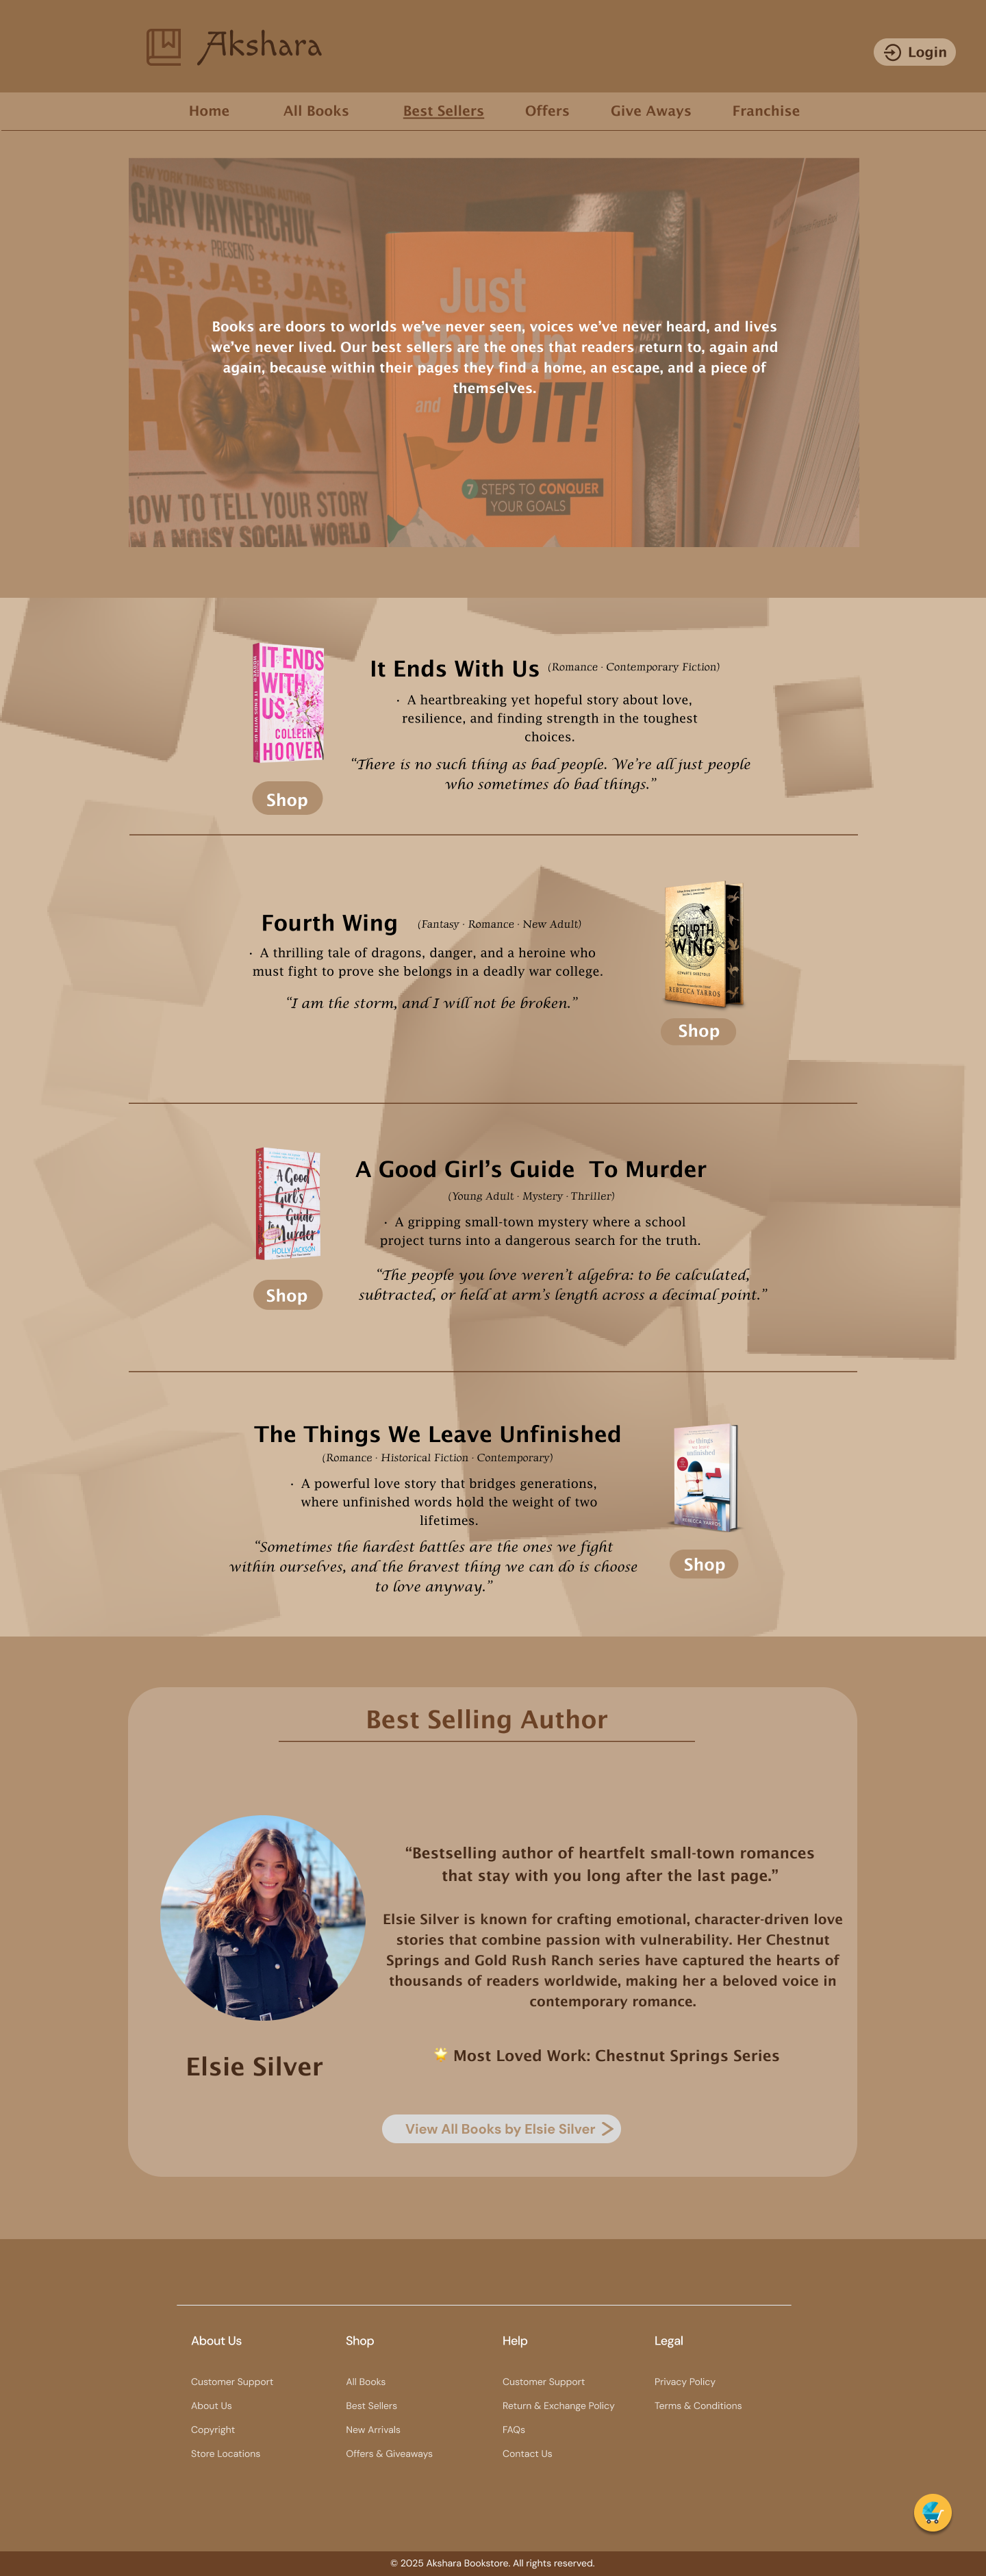 Akshara
Login
Home All Books Best Sellers Offers Give Aways Franchise
NEW YORK TIMES BESTSELLING AUTHOR
GARY VAYNERCHUK
PRESENTS
JAB, JAB, JAB,
RIGHT
HOOK
HOW TO TELL YOUR STORY
IN A NOISY SOCIAL WORLD
Just
and
DO IT!
7 STEPS TO CONQUER
YOUR GOALS
Books are doors to worlds we’ve never seen, voices we’ve never heard, and lives
we’ve never lived. Our best sellers are the ones that readers return to, again and
again, because within their pages they find a home, an escape, and a piece of
themselves.
IT ENDS
WITH
US
COLLEEN
HOOVER
It Ends With Us (Romance · Contemporary Fiction)
· A heartbreaking yet hopeful story about love,
resilience, and finding strength in the toughest
choices.
“There is no such thing as bad people. We’re all just people
who sometimes do bad things.”
Shop
Fourth Wing (Fantasy · Romance · New Adult)
· A thrilling tale of dragons, danger, and a heroine who
must fight to prove she belongs in a deadly war college.
“I am the storm, and I will not be broken.”
FOURTH
WING
REBECCA YARROS
Shop
A Good
Girl’s
Guide
to Murder
HOLLY JACKSON
A Good Girl’s Guide To Murder
(Young Adult · Mystery · Thriller)
· A gripping small-town mystery where a school
project turns into a dangerous search for the truth.
“The people you love weren’t algebra: to be calculated,
subtracted, or held at arm’s length across a decimal point.”
Shop
The Things We Leave Unfinished
(Romance · Historical Fiction · Contemporary)
· A powerful love story that bridges generations,
where unfinished words hold the weight of two
lifetimes.
“Sometimes the hardest battles are the ones we fight
within ourselves, and the bravest thing we can do is choose
to love anyway.”
the things
we leave
unfinished
REBECCA YARROS
Shop
Best Selling Author
“Bestselling author of heartfelt small-town romances
that stay with you long after the last page.”
Elsie Silver is known for crafting emotional, character-driven love
stories that combine passion with vulnerability. Her Chestnut
Springs and Gold Rush Ranch series have captured the hearts of
thousands of readers worldwide, making her a beloved voice in
contemporary romance.
🌟 Most Loved Work: Chestnut Springs Series
Elsie Silver
View All Books by Elsie Silver >
About Us Shop Help Legal
Customer Support All Books Customer Support Privacy Policy
About Us Best Sellers Return & Exchange Policy Terms & Conditions
Copyright New Arrivals FAQs
Store Locations Offers & Giveaways Contact Us
© 2025 Akshara Bookstore. All rights reserved.